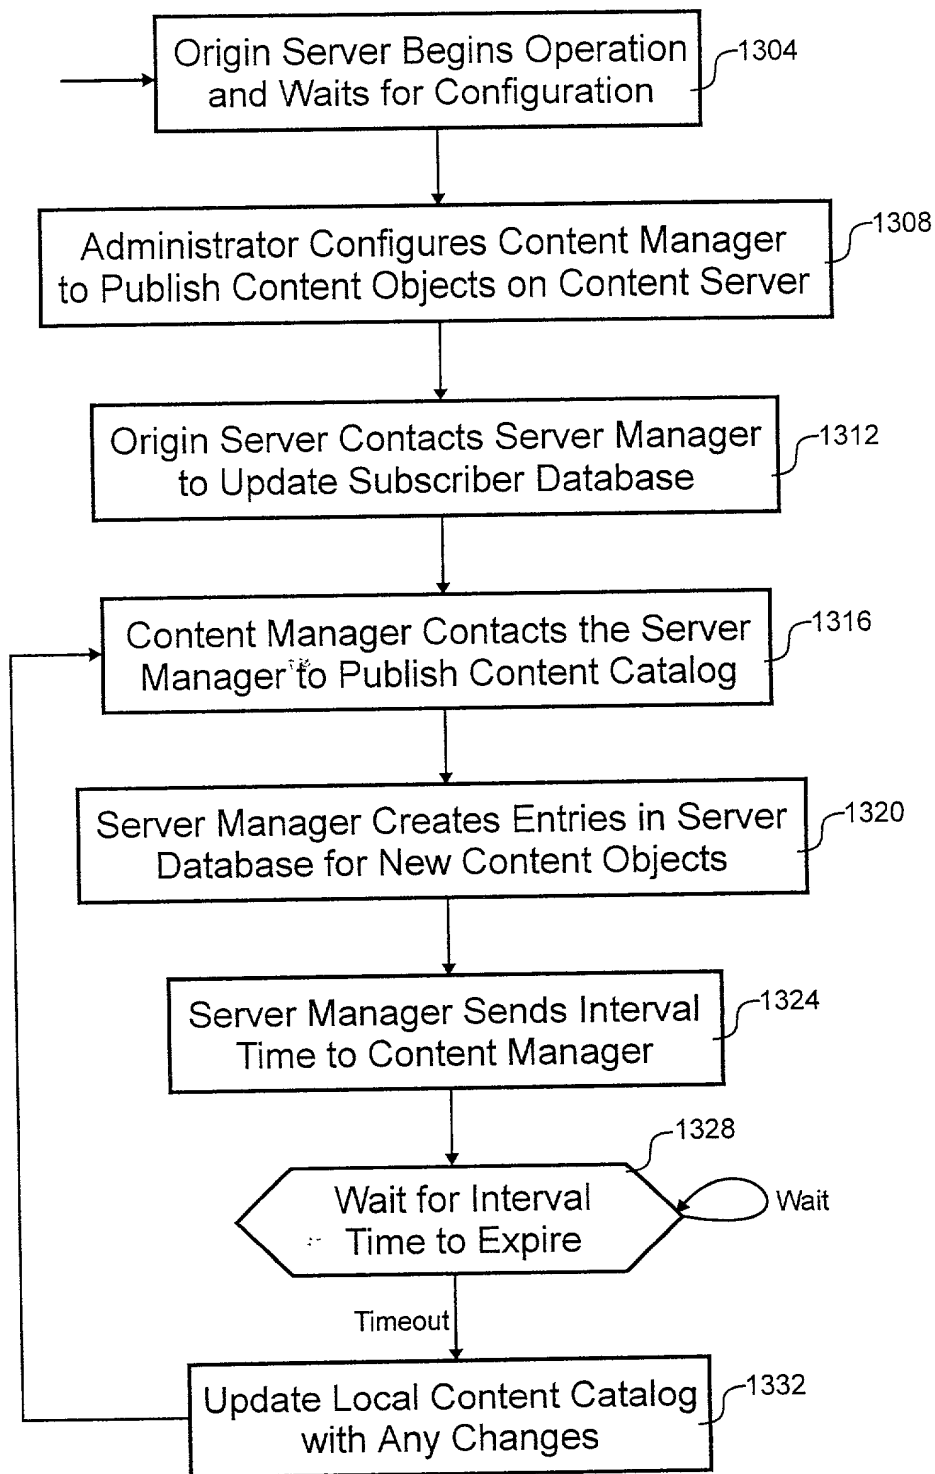 Origin Server Begins Operation
and Waits for Configuration
1304
Administrator Configures Content Manager
to Publish Content Objects on Content Server
1308
Origin Server Contacts Server Manager
to Update Subscriber Database
1312
Content Manager Contacts the Server
Manager to Publish Content Catalog
1316
Server Manager Creates Entries in Server
Database for New Content Objects
1320
Server Manager Sends Interval
Time to Content Manager
1324
1328
Wait for Interval
Time to Expire
Wait
Timeout
Update Local Content Catalog
with Any Changes
1332